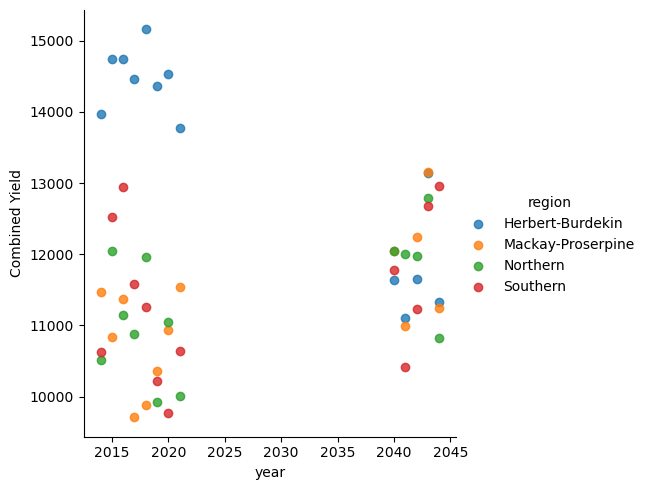 15000
14000
13000
12000
11000
10000
Combined Yield
2015 2020 2025 2030 2035 2040 2045
year
region
Herbert-Burdekin
Mackay-Proserpine
Northern
Southern